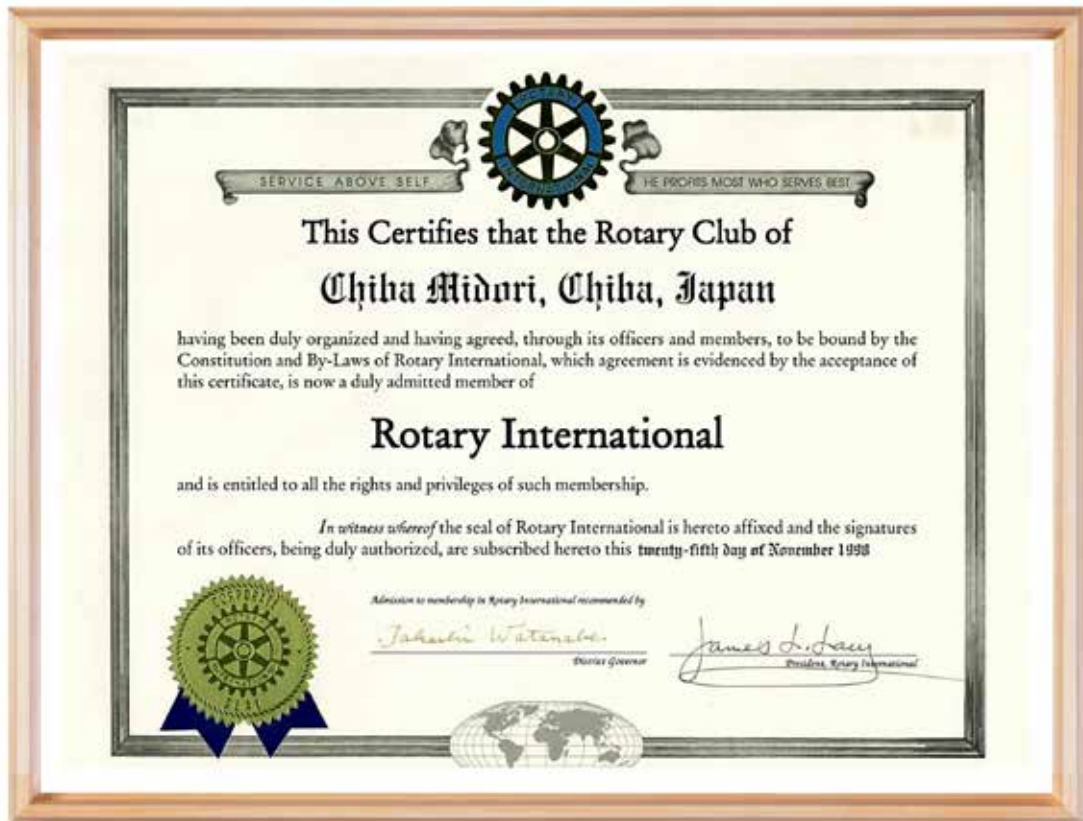 ROTARY
INTERNATIONAL
SERVICE ABOVE SELF
HE PROFITS MOST WHO SERVES BEST
This Certifies that the Rotary Club of
Chiba Midori, Chiba, Japan
having been duly organized and having agreed, through its officers and members, to be bound by the
Constitution and By-Laws of Rotary International, which agreement is evidenced by the acceptance of
this certificate, is now a duly admitted member of
Rotary International
and is entitled to all the rights and privileges of such membership.
In witness whereof the seal of Rotary International is hereto affixed and the signatures
of its officers, being duly authorized, are subscribed hereto this twenty-fifth day of November 1998
CORPORATE
SEAL
Admission to membership in Rotary International recommended by
Watanabe
District Governor
James L. Lacy
President, Rotary International